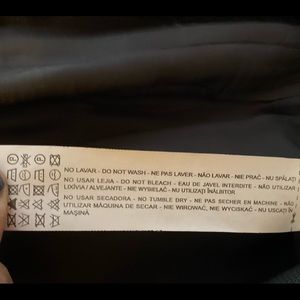 NO LAVAR - DO NOT WASH - NE PAS LAVER - NÃO LAVAR - NIE PRAĆ - NU SPĂLAȚI
NO USAR LEJIA - DO NOT BLEACH - EAU DE JAVEL INTERDITE - NÃO UTILIZAR
LIXÍVIA / ALVEJANTE - NIE WYBIELAĆ - NU UTILIZAȚI ÎNĂLBITOR
NO USAR SECADORA - NO TUMBLE DRY - NE PAS SECHER EN MACHINE - NÃO
UTILIZAR MÁQUINA DE SECAR - NIE WIROWAĆ, NIE WYCISKAĆ - NU USCAȚI ÎN
MAȘINĂ